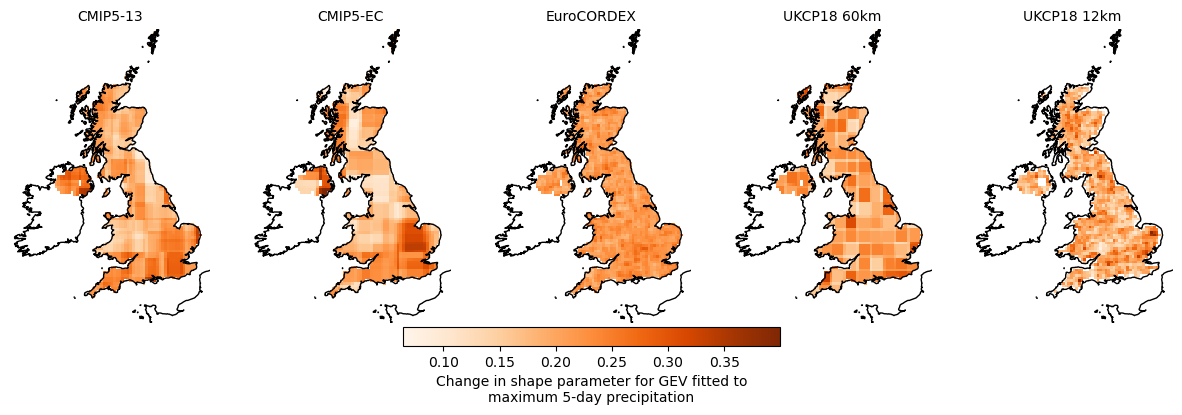 CMIP5-13
CMIP5-EC
EuroCORDEX
UKCP18 60km
UKCP18 12km
0.10 0.15 0.20 0.25 0.30 0.35
Change in shape parameter for GEV fitted to
maximum 5-day precipitation